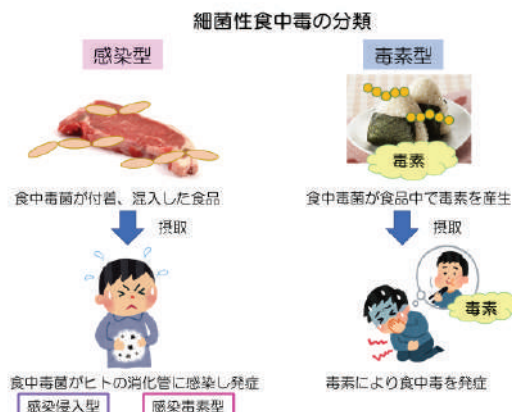 細菌性食中毒の分類
感染型
毒素型
毒素
食中毒菌が付着、混入した食品
食中毒菌が食品中で毒素を産生
摂取
摂取
毒素
食中毒菌がヒトの消化管に感染し発症
毒素により食中毒を発症
感染侵入型
感染毒素型